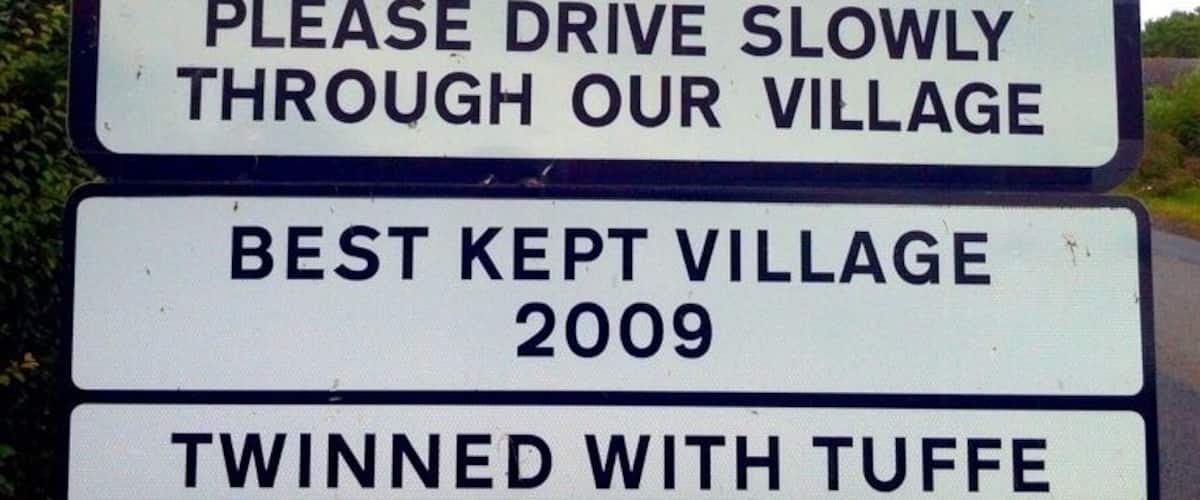 PLEASE DRIVE SLOWLY
THROUGH OUR VILLAGE
BEST KEPT VILLAGE
2009
TWINNED WITH TUFFE